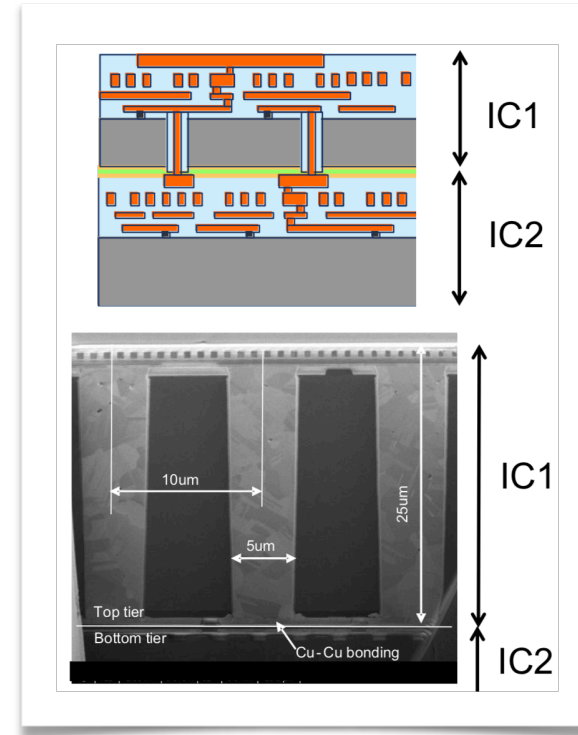 IC1
IC2
10um
5um
25um
Top tier
Bottom tier
Cu-Cu bonding
IC1
IC2